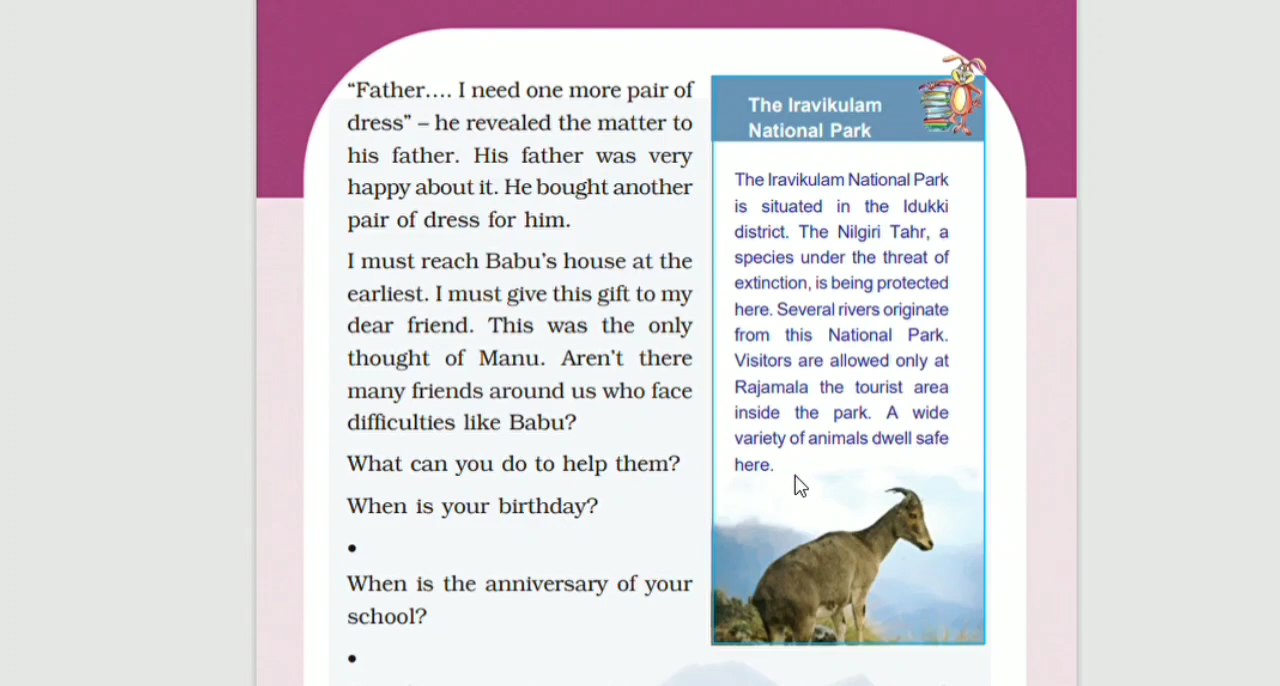 “Father.... I need one more pair of
dress” – he revealed the matter to
his father. His father was very
happy about it. He bought another
pair of dress for him.
I must reach Babu’s house at the
earliest. I must give this gift to my
dear friend. This was the only
thought of Manu. Aren’t there
many friends around us who face
difficulties like Babu?
What can you do to help them?
When is your birthday?
•
When is the anniversary of your
school?
•
The Iravikulam
National Park
The Iravikulam National Park
is situated in the Idukki
district. The Nilgiri Tahr, a
species under the threat of
extinction, is being protected
here. Several rivers originate
from this National Park.
Visitors are allowed only at
Rajamala the tourist area
inside the park. A wide
variety of animals dwell safe
here.